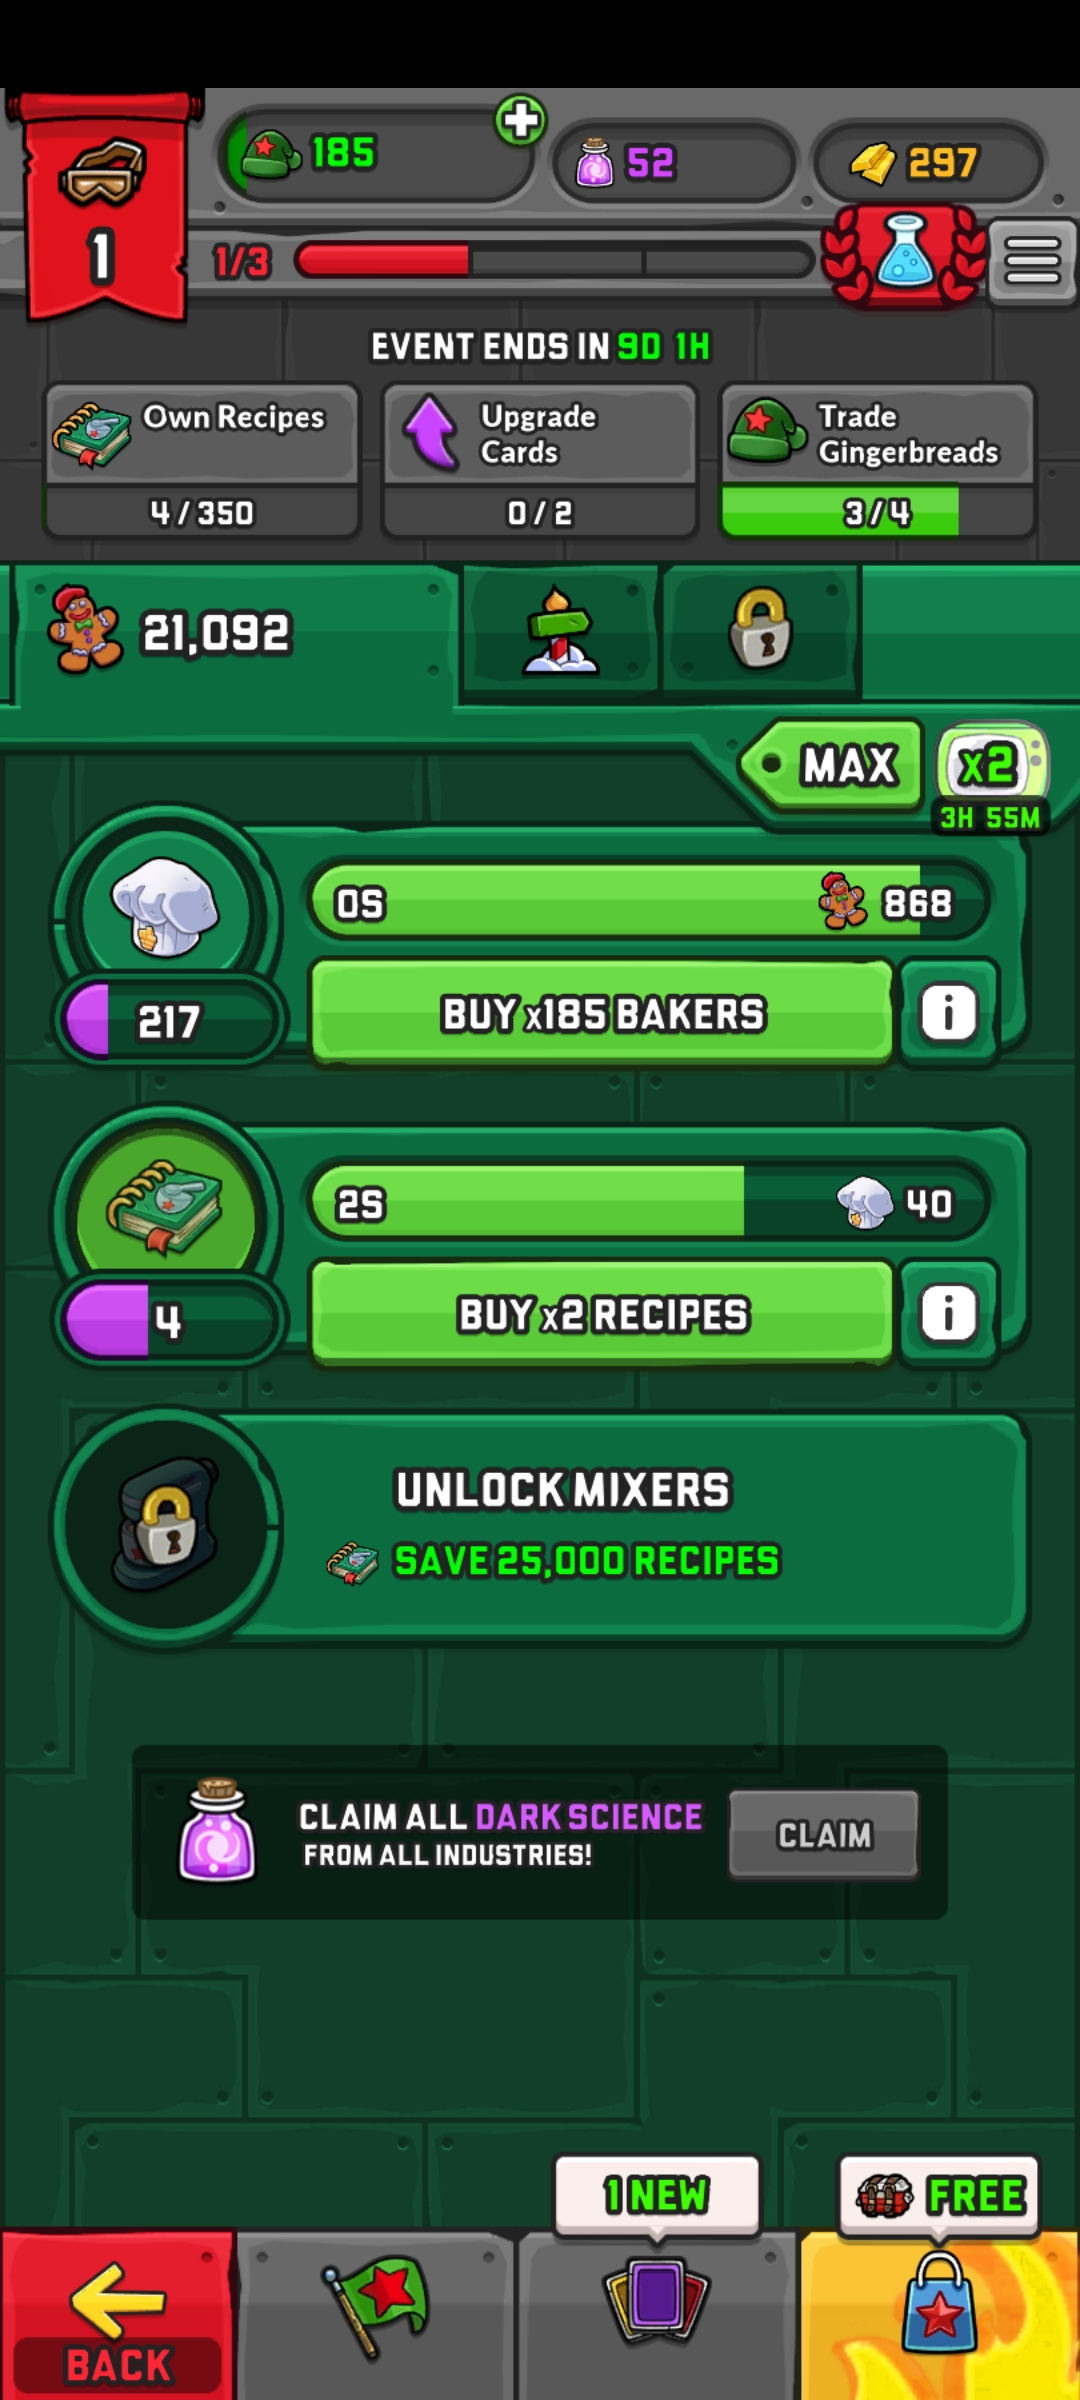 185
52
297
1
1/3
EVENT ENDS IN 9D 1H
Own Recipes
4/350
Upgrade
Cards
0/2
Trade
Gingerbreads
3/4
21,092
MAX
x2
3H 55M
0S
868
217
BUY x185 BAKERS
i
2S
40
4
BUY x2 RECIPES
i
UNLOCK MIXERS
SAVE 25,000 RECIPES
CLAIM ALL DARK SCIENCE
FROM ALL INDUSTRIES!
CLAIM
1 NEW
FREE
BACK